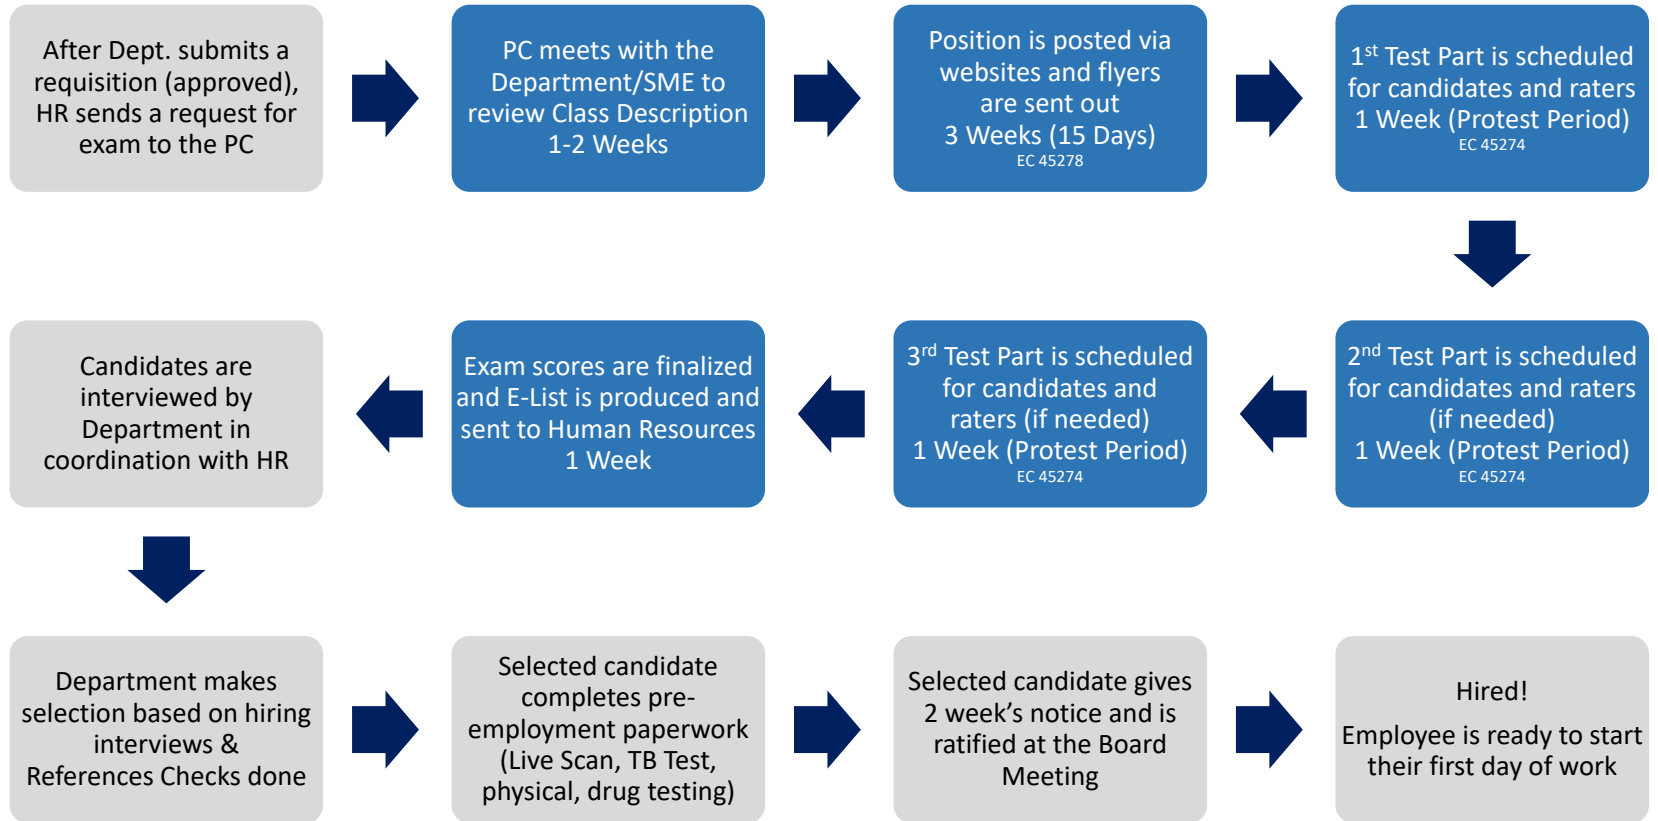 After Dept. submits a
requisition (approved),
HR sends a request for
exam to the PC
PC meets with the
Department/SME to
review Class Description
1-2 Weeks
Position is posted via
websites and flyers
are sent out
3 Weeks (15 Days)
EC 45278
1st Test Part is scheduled
for candidates and raters
1 Week (Protest Period)
EC 45274
2nd Test Part is scheduled
for candidates and raters
(if needed)
1 Week (Protest Period)
EC 45274
3rd Test Part is scheduled
for candidates and
raters (if needed)
1 Week (Protest Period)
EC 45274
Exam scores are finalized
and E-List is produced and
sent to Human Resources
1 Week
Candidates are
interviewed by
Department in
coordination with HR
Department makes
selection based on hiring
interviews &
References Checks done
Selected candidate
completes pre-
employment paperwork
(Live Scan, TB Test,
physical, drug testing)
Selected candidate gives
2 week’s notice and is
ratified at the Board
Meeting
Hired!
Employee is ready to start
their first day of work